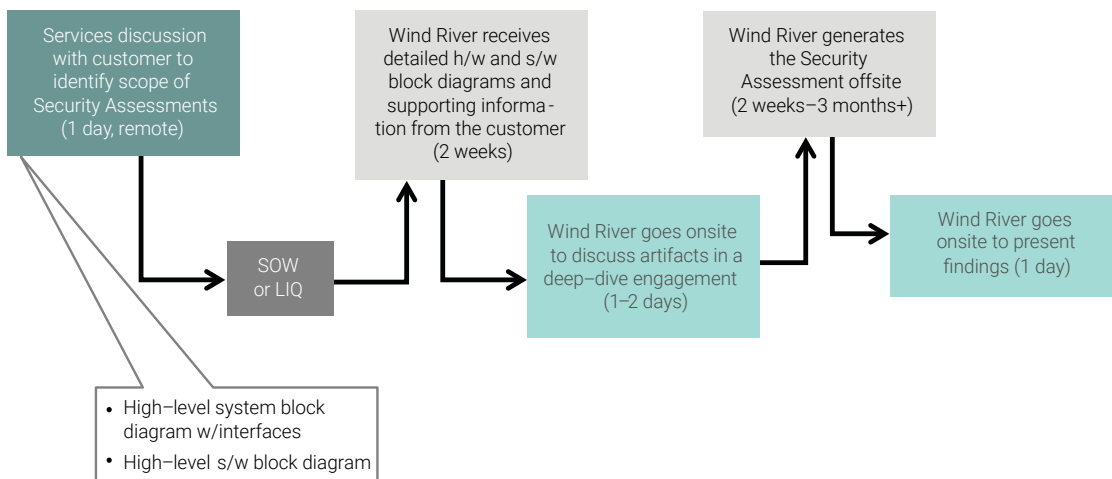 Services discussion
with customer to
identify scope of
Security Assessments
(1 day, remote)
SOW
or LIQ
Wind River receives
detailed h/w and s/w
block diagrams and
supporting informa-
tion from the customer
(2 weeks)
Wind River goes onsite
to discuss artifacts in a
deep–dive engagement
(1–2 days)
Wind River generates
the Security
Assessment offsite
(2 weeks–3 months+)
Wind River goes
onsite to present
findings (1 day)
• High–level system block
diagram w/interfaces
• High–level s/w block diagram